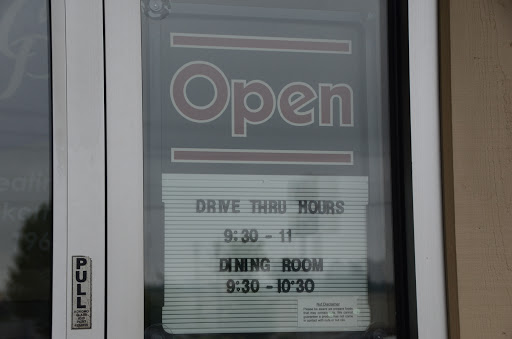 Open
DRIVE THRU HOURS
9:30 - 11
DINING ROOM
9:30 - 10:30
PULL